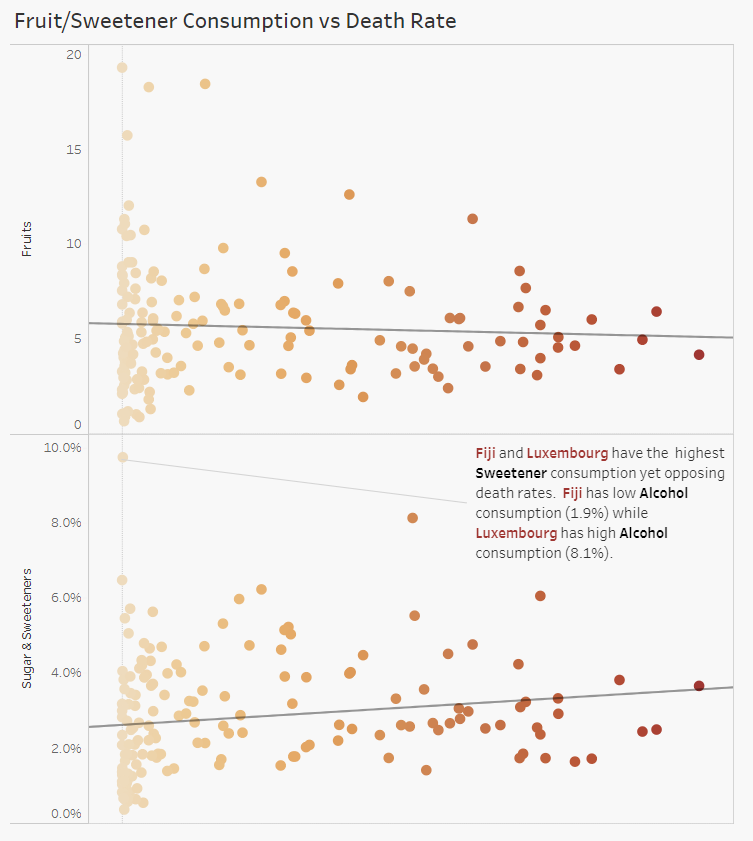 Fruit/Sweetener Consumption vs Death Rate
20
15
Fruits
10
5
0
10.0%
Fiji and Luxembourg have the highest
Sweetener consumption yet opposing
death rates. Fiji has low Alcohol
consumption (1.9%) while
Luxembourg has high Alcohol
consumption (8.1%).
8.0%
Sugar & Sweeteners
6.0%
4.0%
2.0%
0.0%